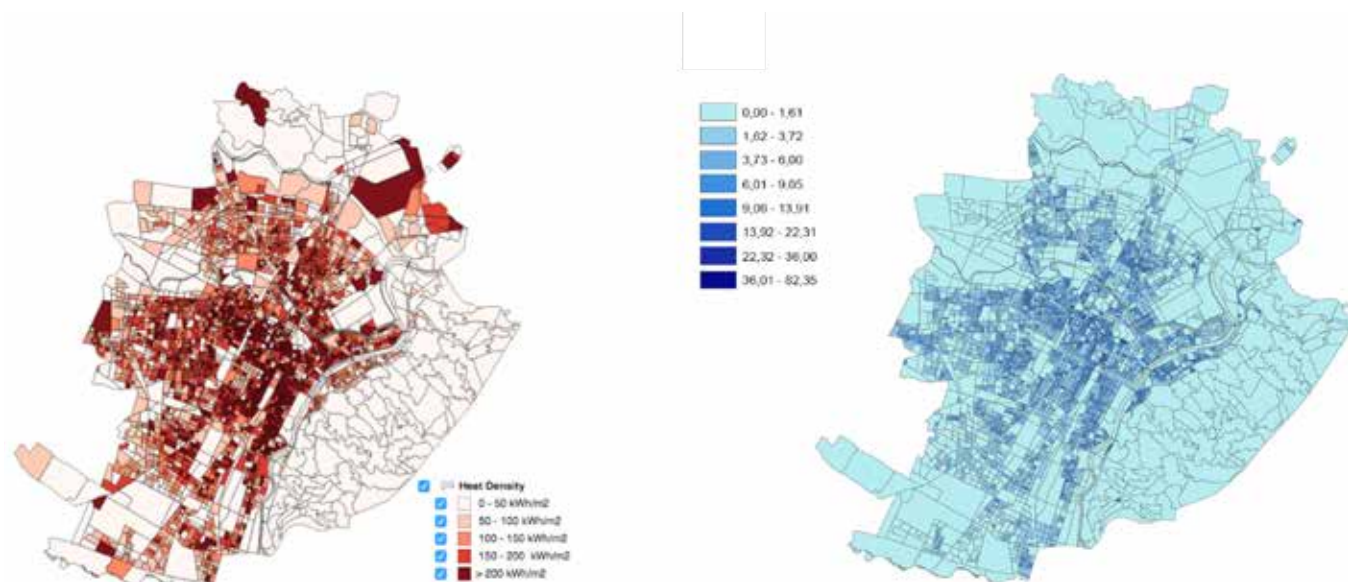 Heat Density
0 - 50 kWh/m2
50 - 100 kWh/m2
100 - 150 kWh/m2
150 - 200 kWh/m2
> 200 kWh/m2
0,00 - 1,61
1,62 - 3,72
3,73 - 6,00
6,01 - 9,05
9,06 - 13,91
13,92 - 22,31
22,32 - 36,00
36,01 - 82,35